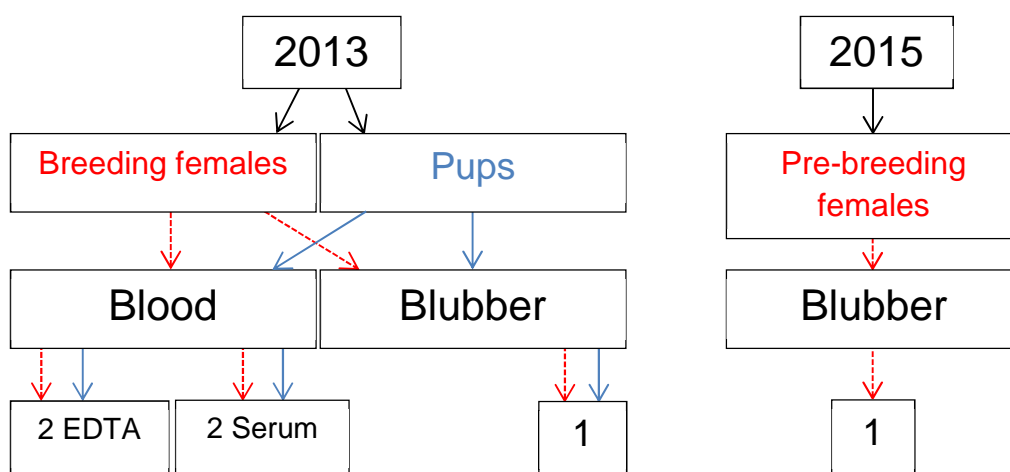 2013
2015
Breeding females
Pups
Pre-breeding
females
Blood
Blubber
Blubber
2 EDTA
2 Serum
1
1